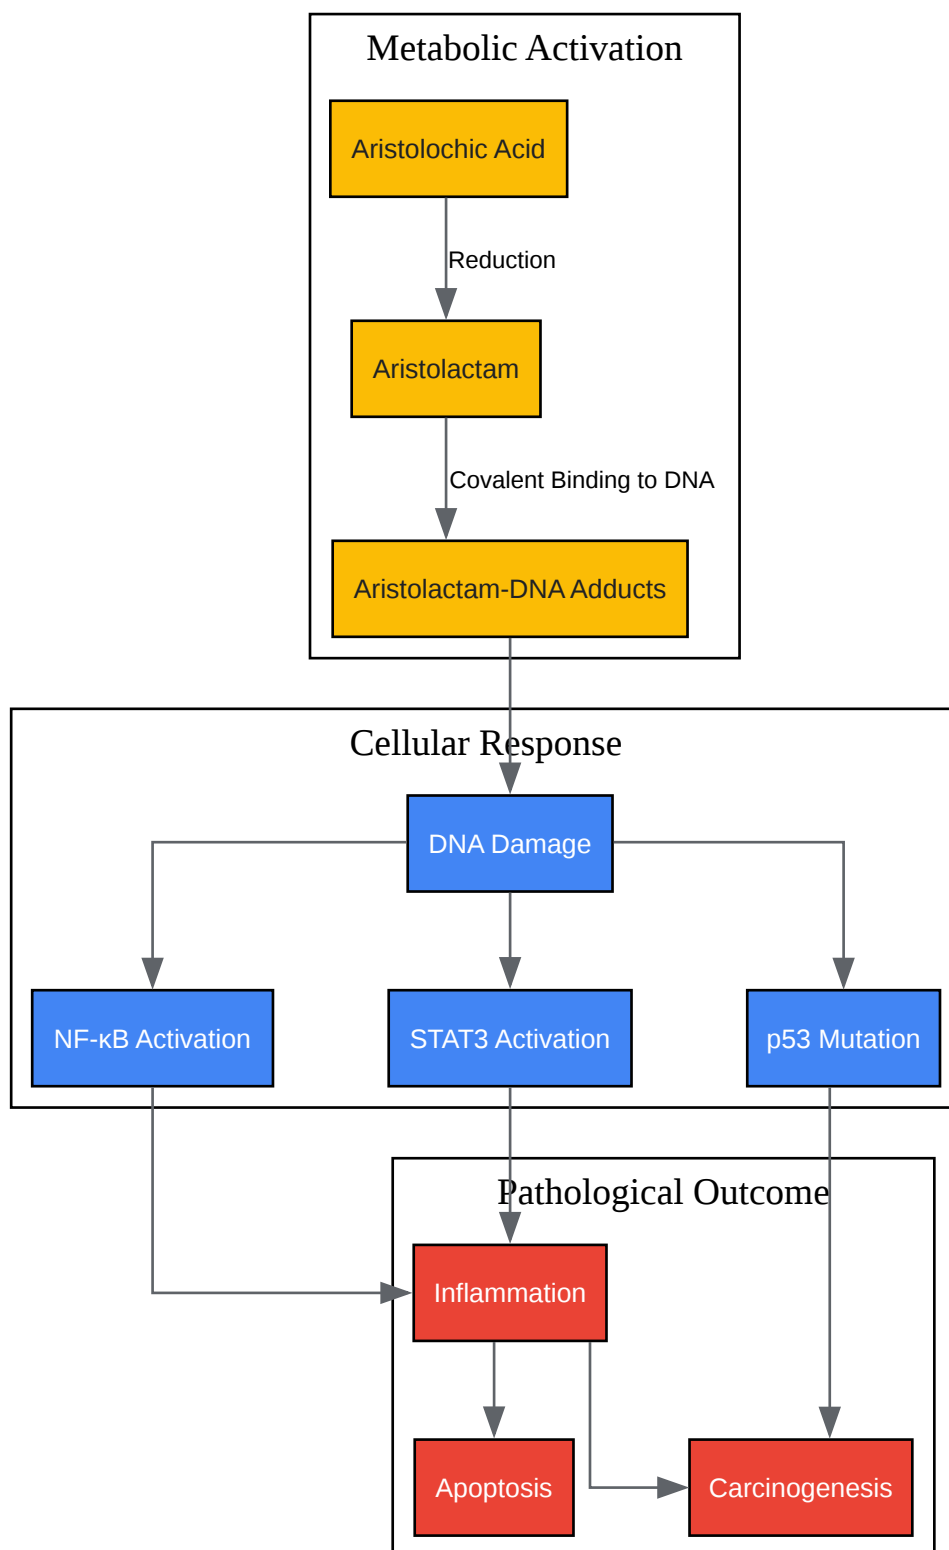 Metabolic Activation
Aristolochic Acid
Reduction
Aristolactam
Covalent Binding to DNA
Aristolactam-DNA Adducts
Cellular Response
DNA Damage
NF-κB Activation
STAT3 Activation
p53 Mutation
Pathological Outcome
Inflammation
Apoptosis
Carcinogenesis